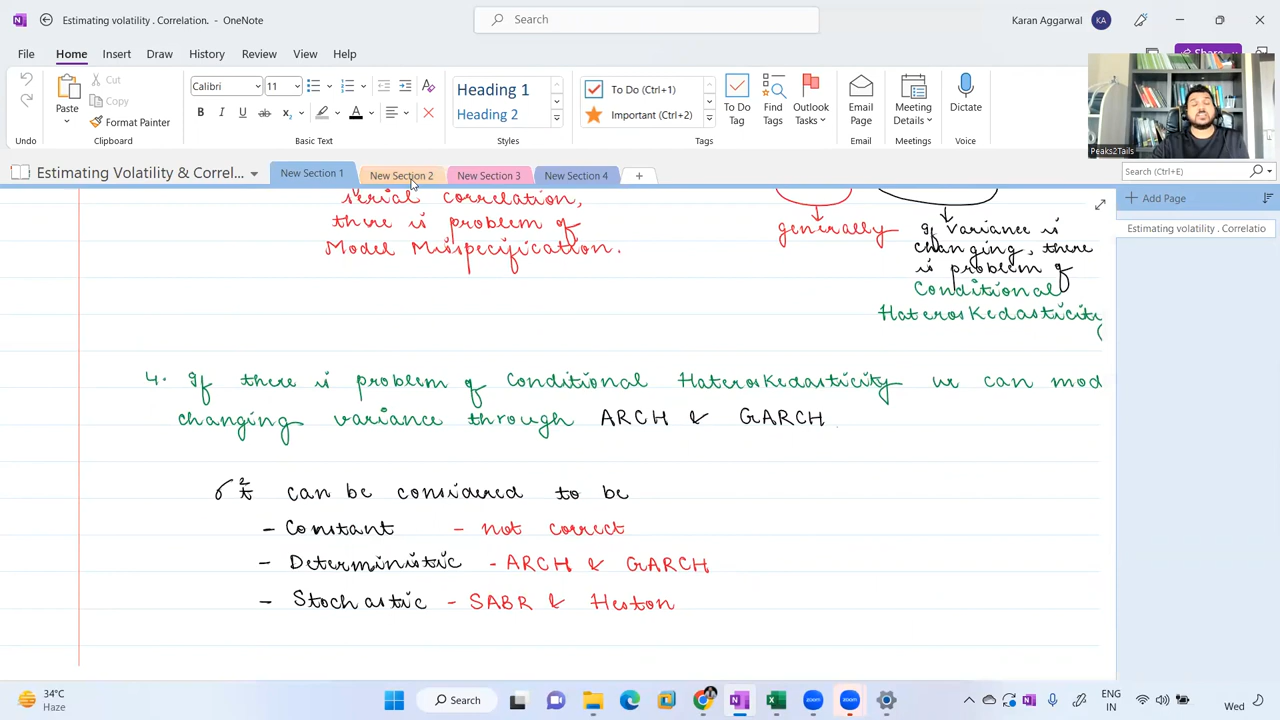 Estimating volatility . Correlation. - OneNote
Search
Karan Aggarwal
KA
File
Home
Insert
Draw
History
Review
View
Help
Share
Paste
Cut
Copy
Format Painter
Calibri
11
Heading 1
Heading 2
To Do (Ctrl+1)
Important (Ctrl+2)
To Do Tag
Find Tags
Outlook Tasks
Email Page
Meeting Details
Dictate
Undo
Clipboard
Basic Text
Styles
Tags
Email
Meetings
Voice
Peaks2Tails
Estimating Volatility & Correl...
New Section 1
New Section 2
New Section 3
New Section 4
Search (Ctrl+E)
Add Page
Estimating volatility . Correlatio
serial correlation,
there is problem of
Model Misspecification.
generally
If Variance is
changing, there
is problem of
Conditional
Hateroskedasticity
(
4. If there is problem of Conditional Hateroskedasticity we can mod
changing variance through ARCH & GARCH
σ²t can be considered to be
- Constant - not correct
- Deterministic - ARCH & GARCH
- Stochastic - SABR & Heston
34°C
Haze
Search
ENG
IN
Wed